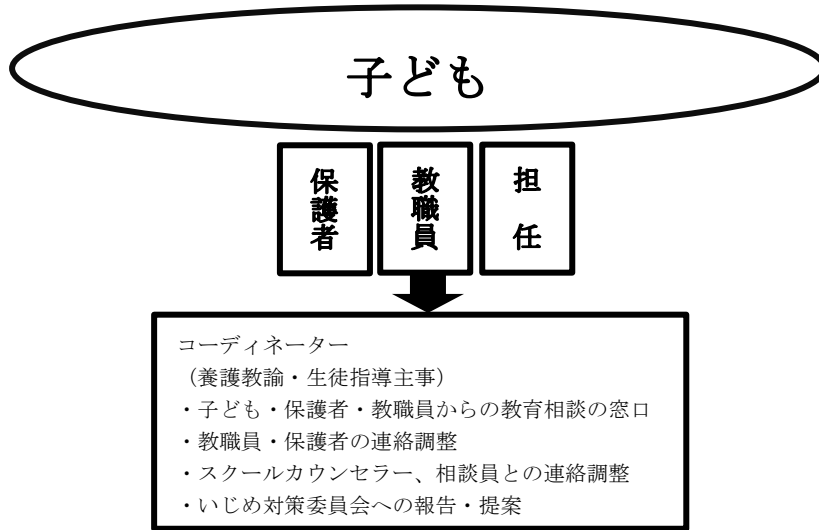 子ども
保護者
教職員
担任
コーディネーター
（養護教諭・生徒指導主事）
・子ども・保護者・教職員からの教育相談の窓口
・教職員・保護者の連絡調整
・スクールカウンセラー、相談員との連絡調整
・いじめ対策委員会への報告・提案